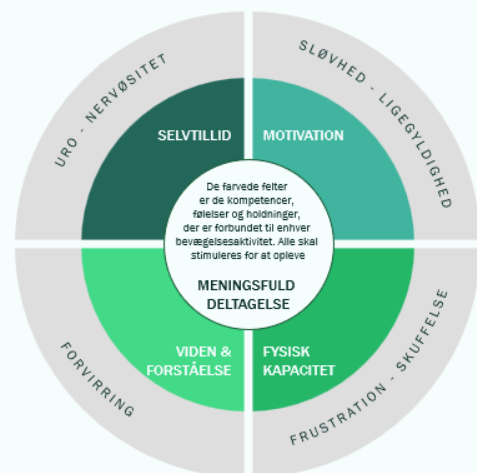 URO - NERVØSITET
SLØVHED - LIGEGYLDIGHED
SELVTILLID
MOTIVATION
De farvede felter
er de kompetencer,
følelser og holdninger,
der er forbundet til enhver
bevægelsesaktivitet. Alle skal
stimuleres for at opleve
MENINGSFULD
DELTAGELSE
VIDEN &
FORSTÅELSE
FYSISK
KAPACITET
FORVIRRING
FRUSTRATION - SKUFFELSE